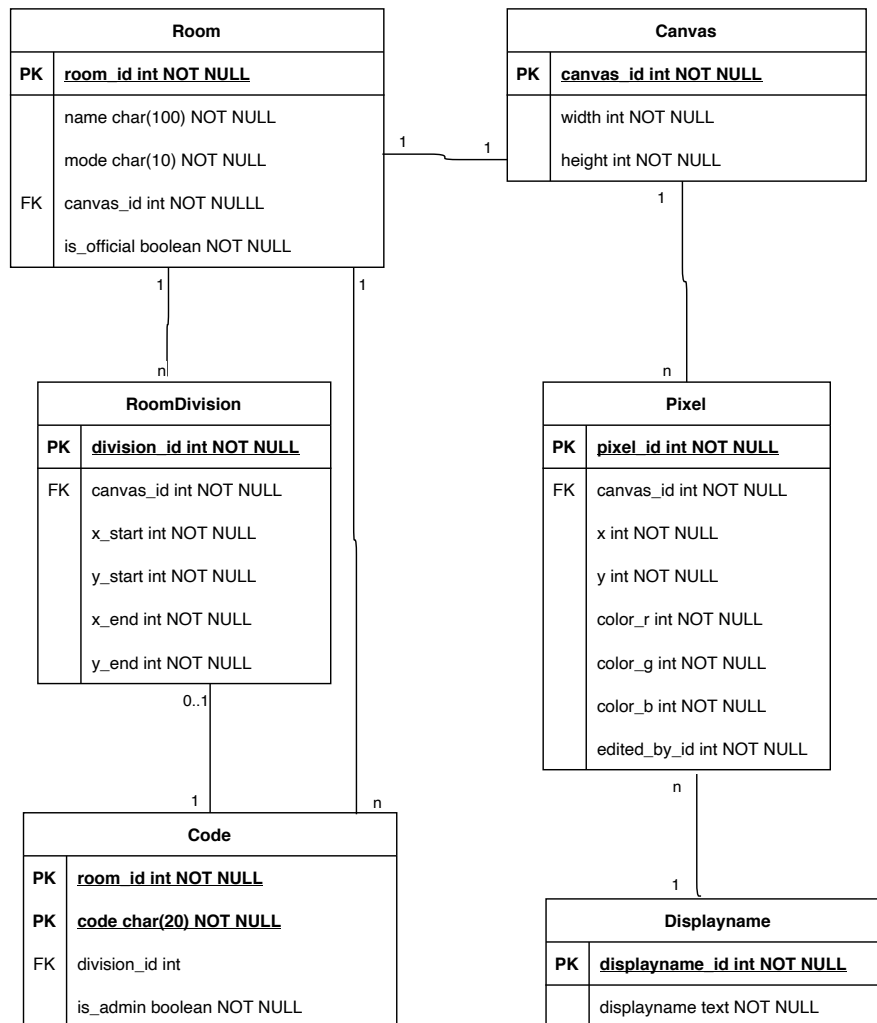 Room
PK room_id int NOT NULL
name char(100) NOT NULL
mode char(10) NOT NULL
FK canvas_id int NOT NULLL
is_official boolean NOT NULL
Canvas
PK canvas_id int NOT NULL
width int NOT NULL
height int NOT NULL
1
1
1
1
1
n
n
RoomDivision
PK division_id int NOT NULL
FK canvas_id int NOT NULL
x_start int NOT NULL
y_start int NOT NULL
x_end int NOT NULL
y_end int NOT NULL
Pixel
PK pixel_id int NOT NULL
FK canvas_id int NOT NULL
x int NOT NULL
y int NOT NULL
color_r int NOT NULL
color_g int NOT NULL
color_b int NOT NULL
edited_by_id int NOT NULL
0..1
1
n
n
1
Code
PK room_id int NOT NULL
PK code char(20) NOT NULL
FK division_id int
is_admin boolean NOT NULL
Displayname
PK displayname_id int NOT NULL
displayname text NOT NULL